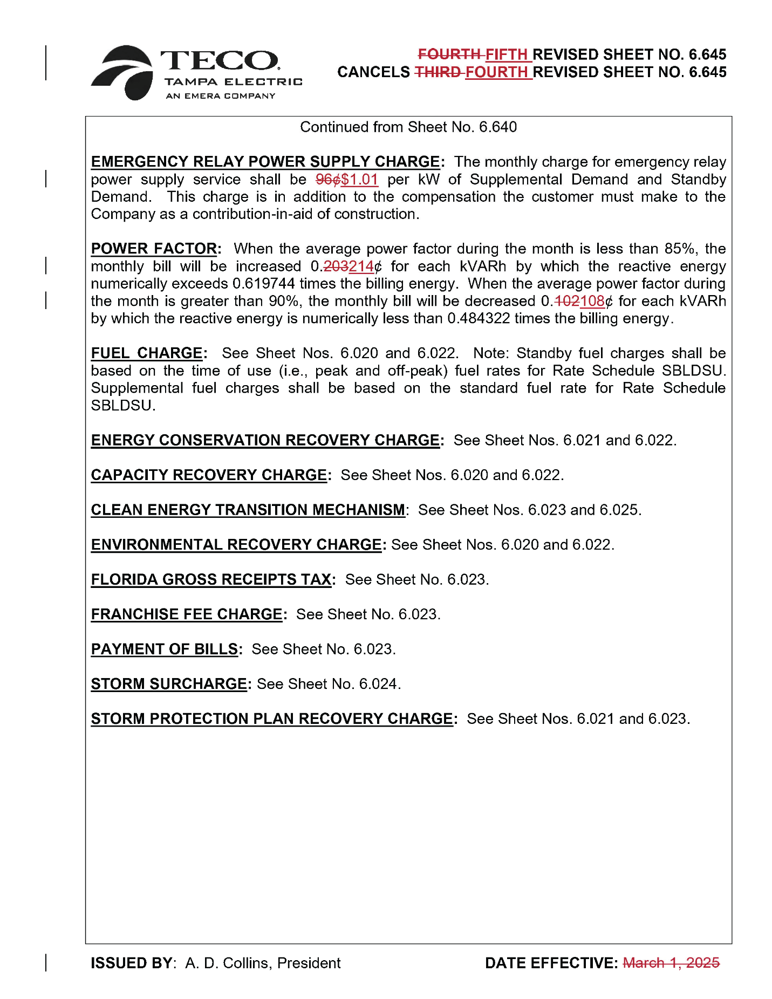 TECO.
TAMPA ELECTRIC
AN EMERA COMPANY
FOURTH FIFTH REVISED SHEET NO. 6.645
CANCELS THIRD FOURTH REVISED SHEET NO. 6.645
Continued from Sheet No. 6.640
EMERGENCY RELAY POWER SUPPLY CHARGE: The monthly charge for emergency relay
power supply service shall be 96¢$1.01 per kW of Supplemental Demand and Standby
Demand. This charge is in addition to the compensation the customer must make to the
Company as a contribution-in-aid of construction.
POWER FACTOR: When the average power factor during the month is less than 85%, the
monthly bill will be increased 0.203214¢ for each kVARh by which the reactive energy
numerically exceeds 0.619744 times the billing energy. When the average power factor during
the month is greater than 90%, the monthly bill will be decreased 0.102108¢ for each kVARh
by which the reactive energy is numerically less than 0.484322 times the billing energy.
FUEL CHARGE: See Sheet Nos. 6.020 and 6.022. Note: Standby fuel charges shall be
based on the time of use (i.e., peak and off-peak) fuel rates for Rate Schedule SBLDSU.
Supplemental fuel charges shall be based on the standard fuel rate for Rate Schedule
SBLDSU.
ENERGY CONSERVATION RECOVERY CHARGE: See Sheet Nos. 6.021 and 6.022.
CAPACITY RECOVERY CHARGE: See Sheet Nos. 6.020 and 6.022.
CLEAN ENERGY TRANSITION MECHANISM: See Sheet Nos. 6.023 and 6.025.
ENVIRONMENTAL RECOVERY CHARGE: See Sheet Nos. 6.020 and 6.022.
FLORIDA GROSS RECEIPTS TAX: See Sheet No. 6.023.
FRANCHISE FEE CHARGE: See Sheet No. 6.023.
PAYMENT OF BILLS: See Sheet No. 6.023.
STORM SURCHARGE: See Sheet No. 6.024.
STORM PROTECTION PLAN RECOVERY CHARGE: See Sheet Nos. 6.021 and 6.023.
ISSUED BY: A. D. Collins, President
DATE EFFECTIVE: March 1, 2025